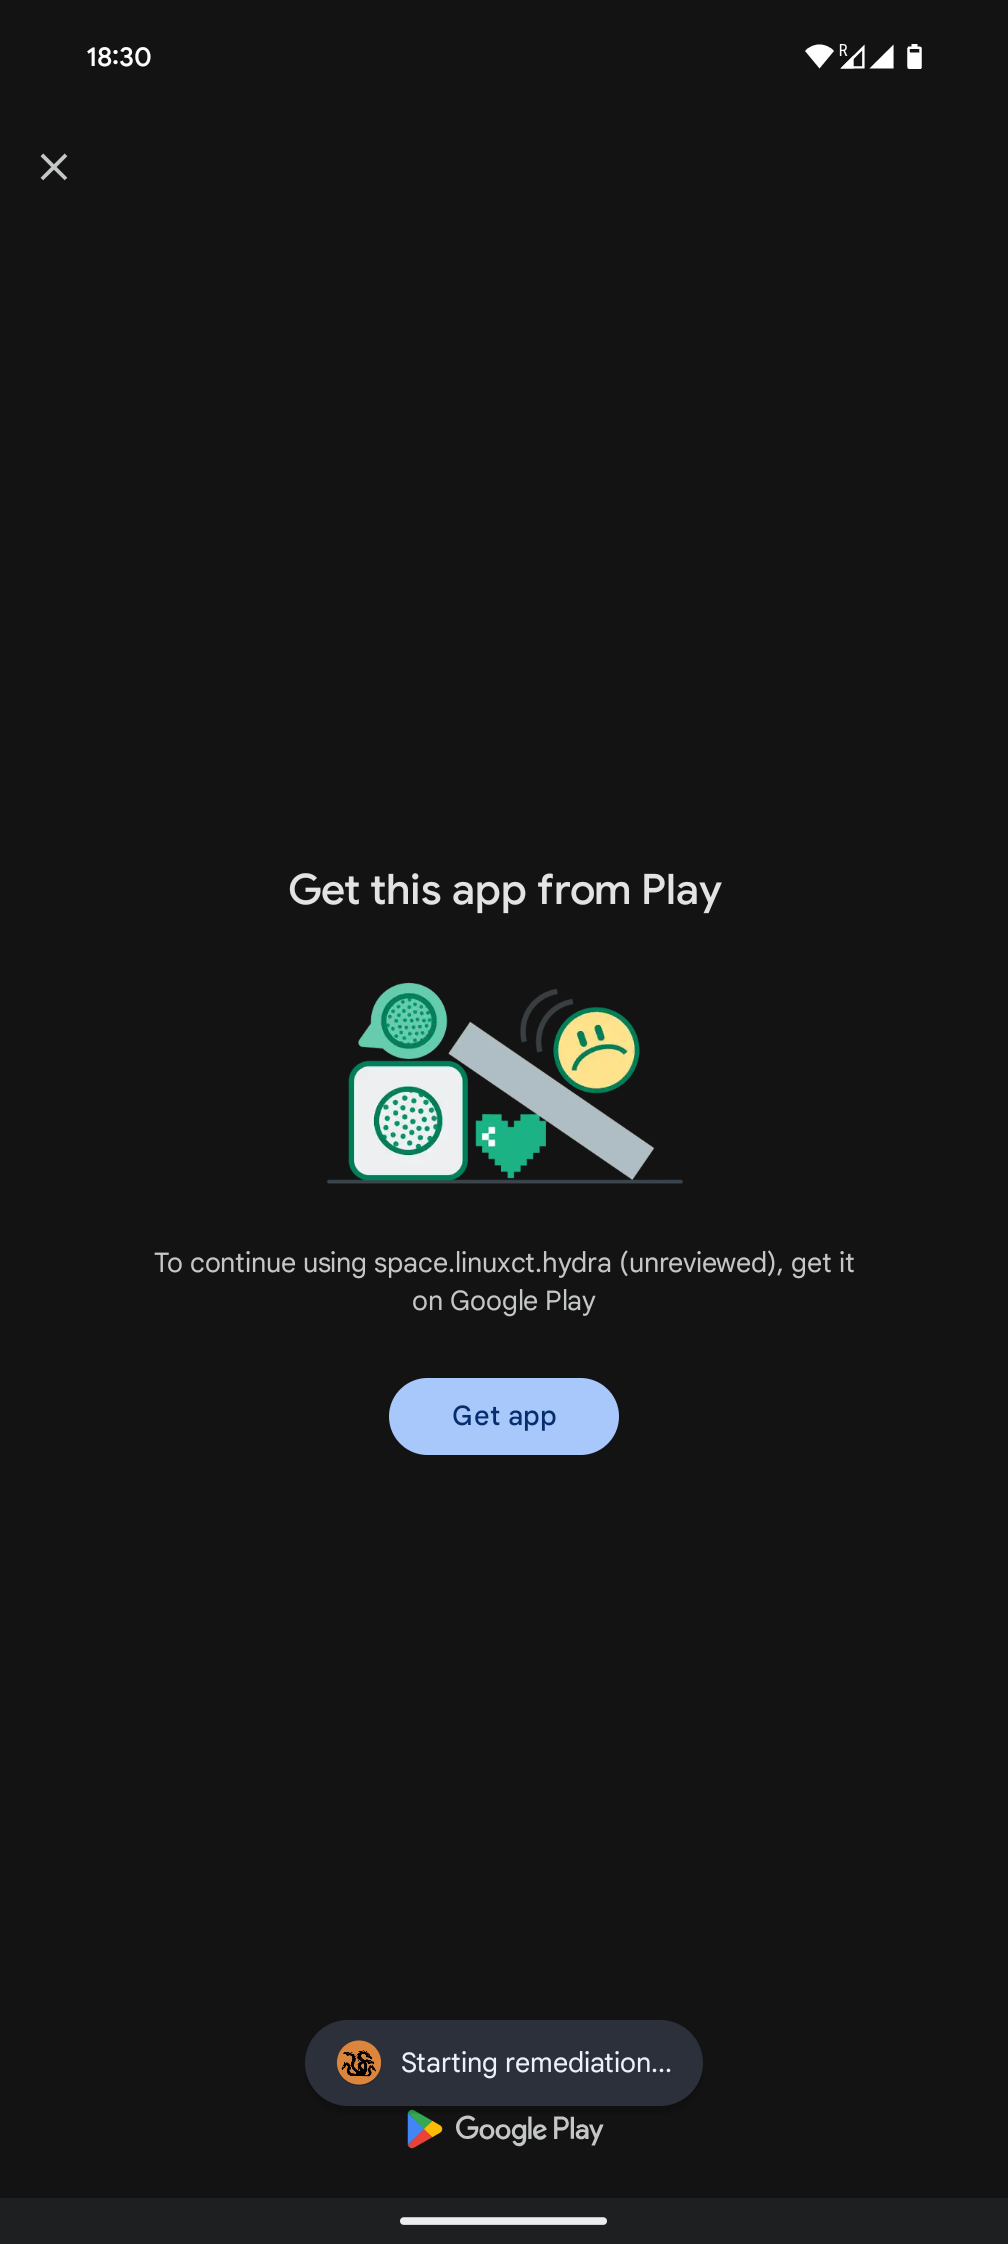 18:30
R
Get this app from Play
To continue using space.linuxct.hydra (unreviewed), get it
on Google Play
Get app
Starting remediation...
Google Play